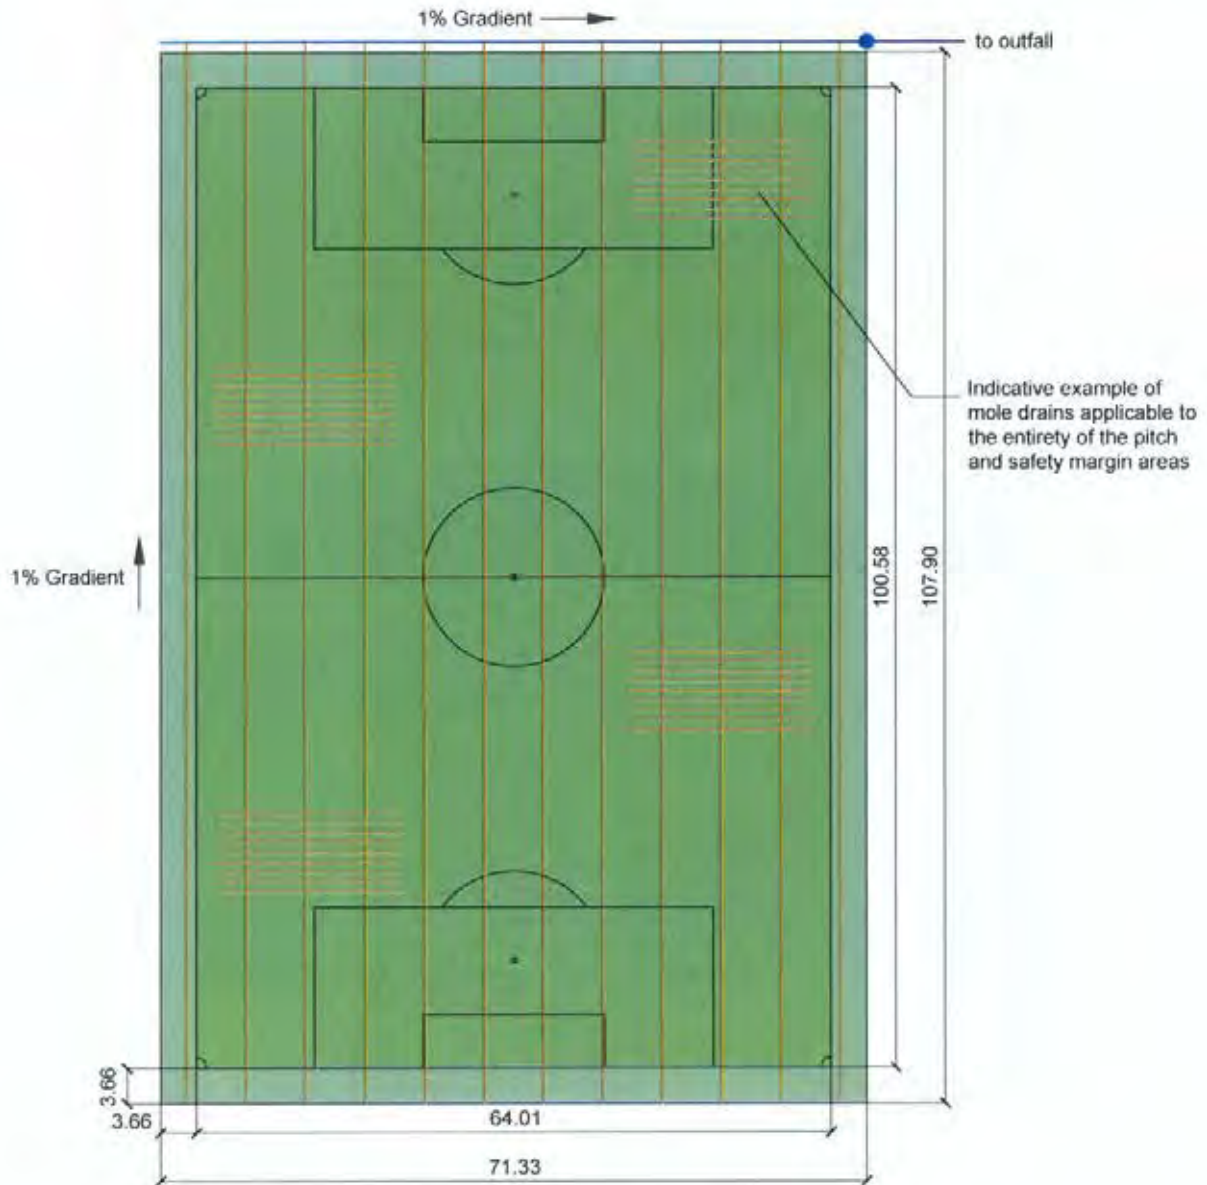 1% Gradient
to outfall
Indicative example of
mole drains applicable to
the entirety of the pitch
and safety margin areas
1% Gradient
100.58
107.90
3.66
3.66
64.01
71.33